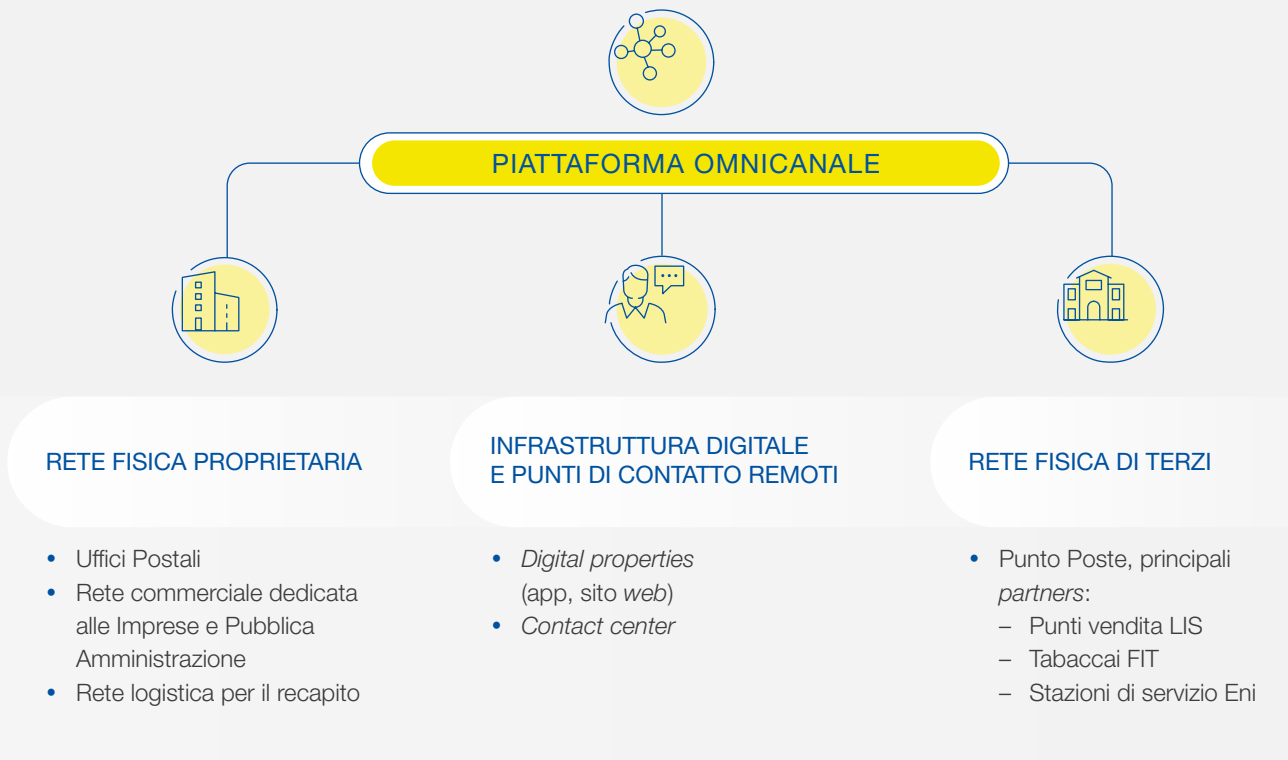 PIATTAFORMA OMNICANALE
RETE FISICA PROPRIETARIA
• Uffici Postali
• Rete commerciale dedicata
alle Imprese e Pubblica
Amministrazione
• Rete logistica per il recapito
INFRASTRUTTURA DIGITALE
E PUNTI DI CONTATTO REMOTI
• Digital properties
(app, sito web)
• Contact center
RETE FISICA DI TERZI
• Punto Poste, principali
partners:
– Punti vendita LIS
– Tabaccai FIT
– Stazioni di servizio Eni